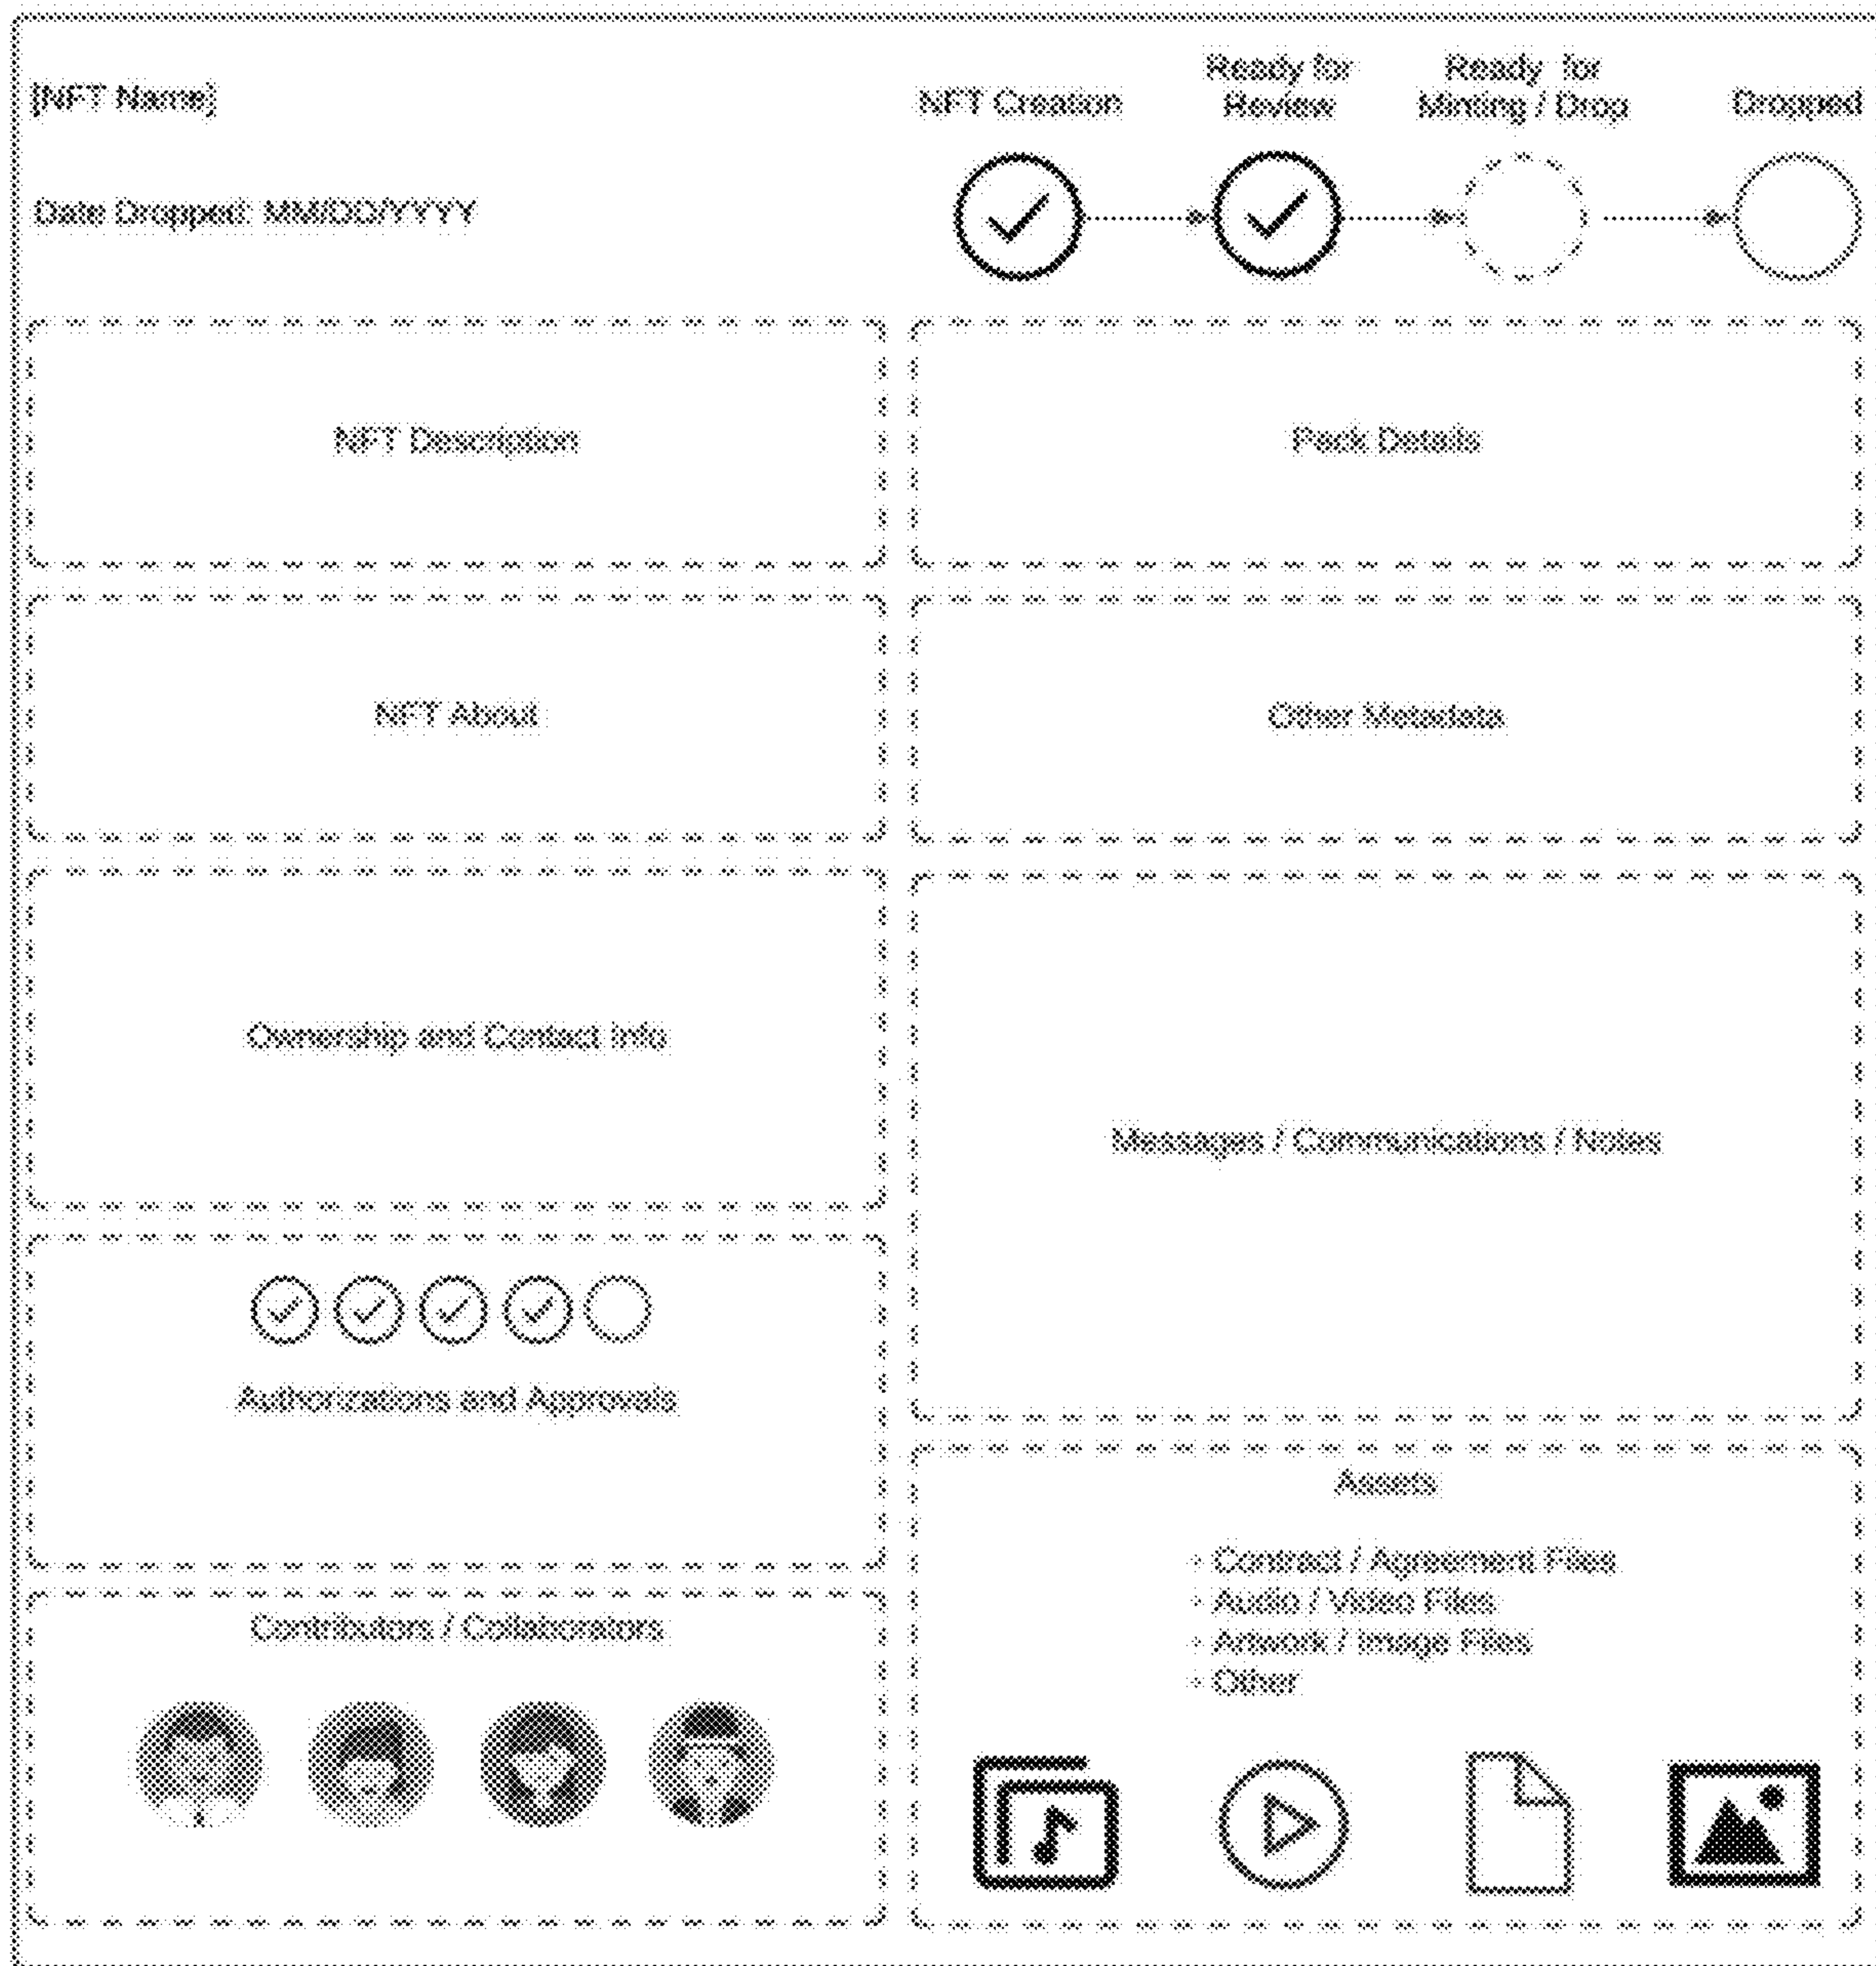 [NFT Name]
Date Dropped: MM/DD/YYYY
NFT Creation
Ready for
Review
Ready for
Minting / Drop
Dropped
NFT Description
Pack Details
NFT About
Other Metadata
Ownership and Contact Info
Messages / Communications / Notes
Authorizations and Approvals
Contributors / Collaborators
Assets
Contract / Agreement Files
Audio / Video Files
Artwork / Image Files
Other